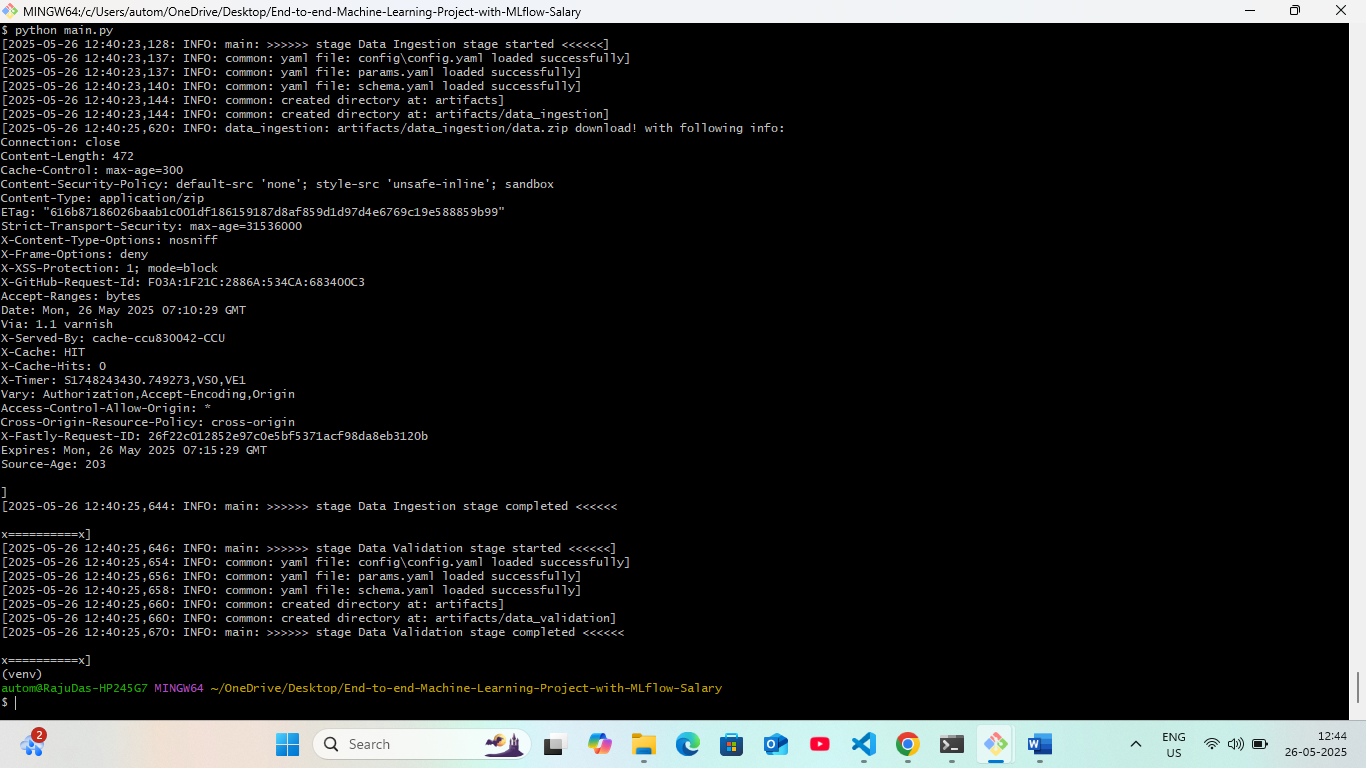 MINGW64:/c/Users/autom/OneDrive/Desktop/End-to-end-Machine-Learning-Project-with-MLflow-Salary
$ python main.py
[2025-05-26 12:40:23,128: INFO: main: >>>>>> stage Data Ingestion stage started <<<<<<]
[2025-05-26 12:40:23,137: INFO: common: yaml file: config\config.yaml loaded successfully]
[2025-05-26 12:40:23,137: INFO: common: yaml file: params.yaml loaded successfully]
[2025-05-26 12:40:23,140: INFO: common: yaml file: schema.yaml loaded successfully]
[2025-05-26 12:40:23,144: INFO: common: created directory at: artifacts]
[2025-05-26 12:40:23,144: INFO: common: created directory at: artifacts/data_ingestion]
[2025-05-26 12:40:25,620: INFO: data_ingestion: artifacts/data_ingestion/data.zip download! with following info:
Connection: close
Content-Length: 472
Cache-Control: max-age=300
Content-Security-Policy: default-src 'none'; style-src 'unsafe-inline'; sandbox
Content-Type: application/zip
ETag: "616b87186026baab1c001df186159187d8af859d1d97d4e6769c19e588859b99"
Strict-Transport-Security: max-age=31536000
X-Content-Type-Options: nosniff
X-Frame-Options: deny
X-XSS-Protection: 1; mode=block
X-GitHub-Request-Id: F03A:1F21C:2886A:534CA:683400C3
Accept-Ranges: bytes
Date: Mon, 26 May 2025 07:10:29 GMT
Via: 1.1 varnish
X-Served-By: cache-ccu830042-CCU
X-Cache: HIT
X-Cache-Hits: 0
X-Timer: S1748243430.749273,VS0,VE1
Vary: Authorization,Accept-Encoding,Origin
Access-Control-Allow-Origin: *
Cross-Origin-Resource-Policy: cross-origin
X-Fastly-Request-ID: 26f22c012852e97c0e5bf5371acf98da8eb3120b
Expires: Mon, 26 May 2025 07:15:29 GMT
Source-Age: 203
]
[2025-05-26 12:40:25,644: INFO: main: >>>>>> stage Data Ingestion stage completed <<<<<<
x==========x]
[2025-05-26 12:40:25,646: INFO: main: >>>>>> stage Data Validation stage started <<<<<<]
[2025-05-26 12:40:25,654: INFO: common: yaml file: config\config.yaml loaded successfully]
[2025-05-26 12:40:25,656: INFO: common: yaml file: params.yaml loaded successfully]
[2025-05-26 12:40:25,658: INFO: common: yaml file: schema.yaml loaded successfully]
[2025-05-26 12:40:25,660: INFO: common: created directory at: artifacts]
[2025-05-26 12:40:25,660: INFO: common: created directory at: artifacts/data_validation]
[2025-05-26 12:40:25,670: INFO: main: >>>>>> stage Data Validation stage completed <<<<<<
x==========x]
(venv)
autom@RajuDas-HP245G7 MINGW64 ~/OneDrive/Desktop/End-to-end-Machine-Learning-Project-with-MLflow-Salary
$
2
Search
ENG
US
12:44
26-05-2025